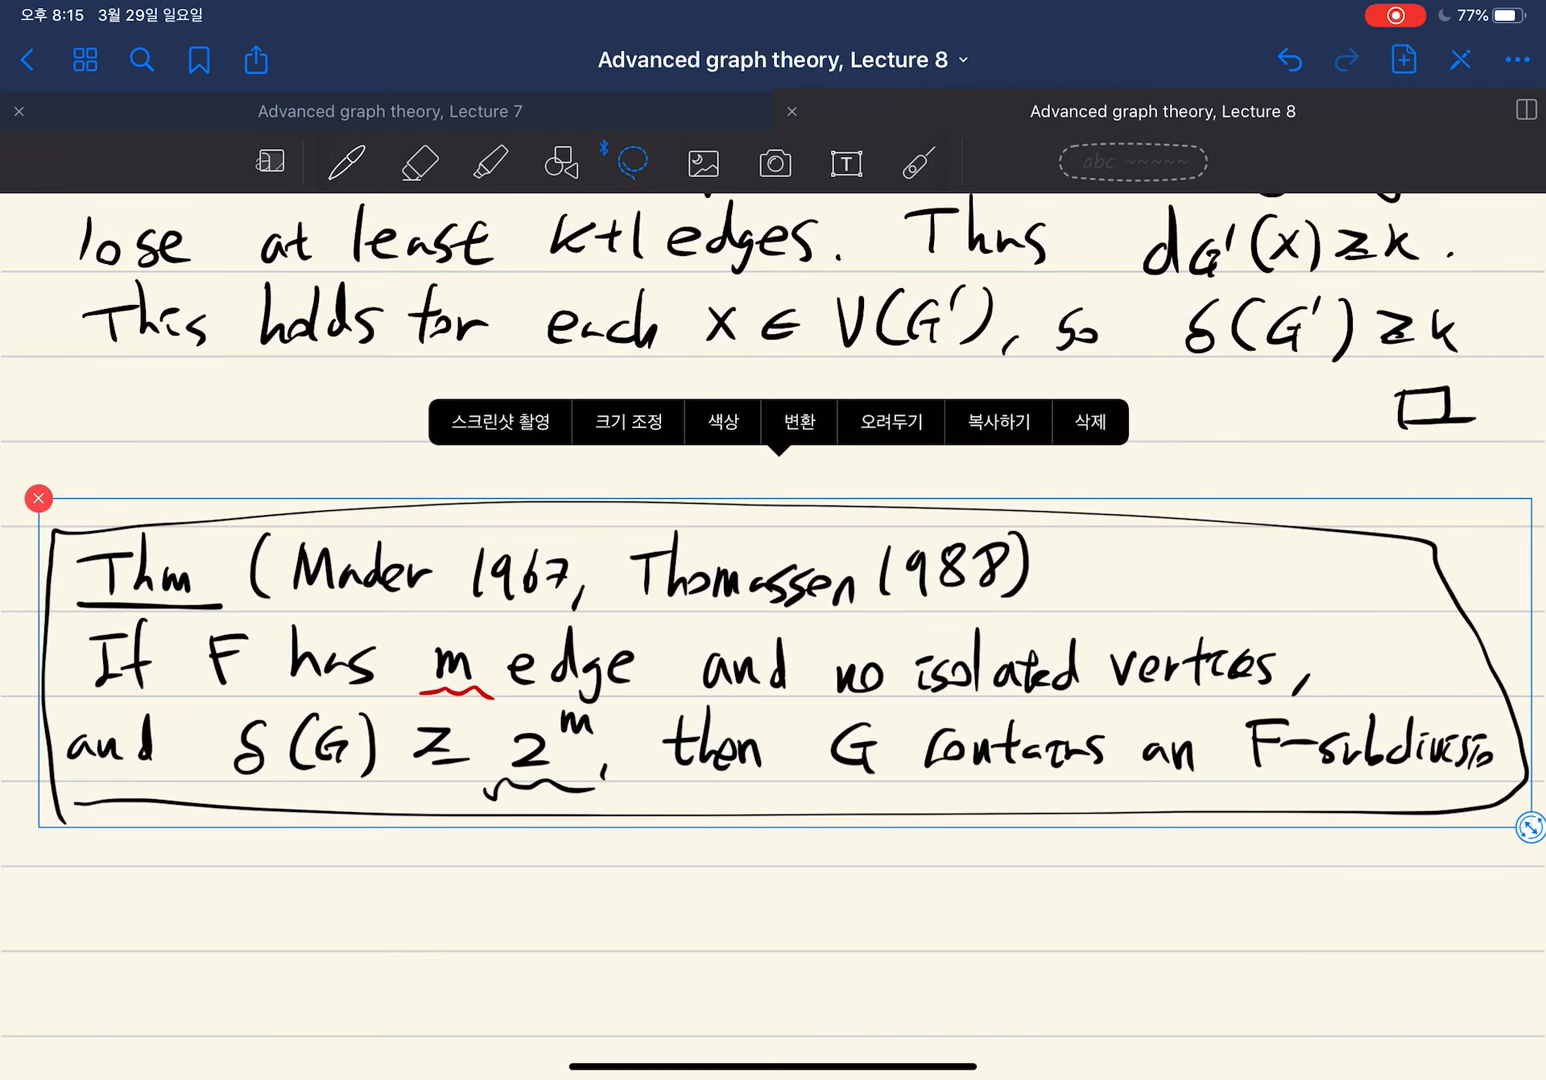 오후 8:15 3월 29일 일요일 77%
Advanced graph theory, Lecture 8
Advanced graph theory, Lecture 7
Advanced graph theory, Lecture 8
abc ~~~~~
lose at least k+1 edges. Thus d_G'(x) ≥ k.
This holds for each x ∈ V(G'), so δ(G') ≥ k
□
스크린샷 촬영 크기 조정 색상 변환 오려두기 복사하기 삭제
Thm (Mader 1967, Thomassen 1988)
If F has m edge and no isolated vertices,
and δ(G) ≥ 2^m, then G contains an F-subdivisio